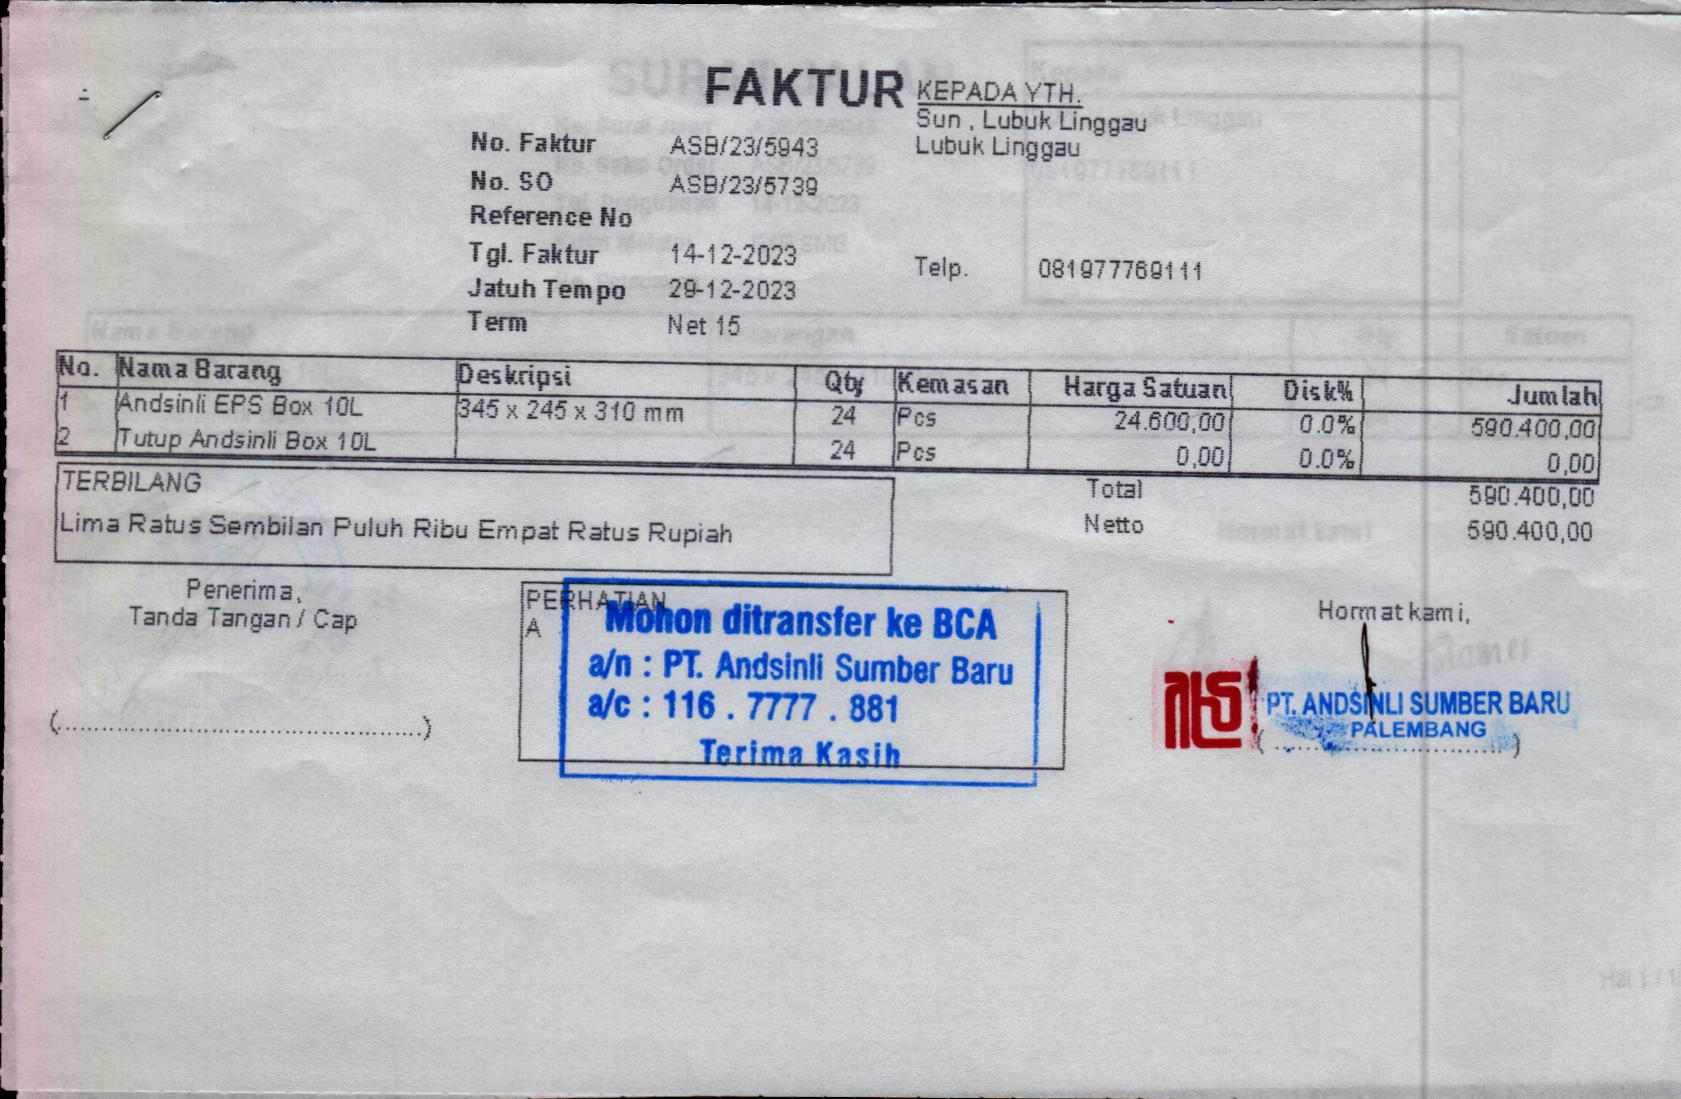 FAKTUR
KEPADA YTH.
Sun , Lubuk Linggau
Lubuk Linggau
No. Faktur ASB/23/5943
No. SO ASB/23/5739
Reference No
Tgl. Faktur 14-12-2023
Jatuh Tempo 29-12-2023
Term Net 15
Telp. 081977769111
No. Nama Barang Deskripsi Qty Kemasan Harga Satuan Disk% Jumlah
1 Andsinli EPS Box 10L 345 x 245 x 310 mm 24 Pcs 24.600,00 0.0% 590.400,00
2 Tutup Andsinli Box 10L 24 Pcs 0,00 0.0% 0,00
TERBILANG
Lima Ratus Sembilan Puluh Ribu Empat Ratus Rupiah
Total 590.400,00
Netto 590.400,00
Penerima,
Tanda Tangan / Cap
(..............................................)
PERHATIAN
A
Mohon ditransfer ke BCA
a/n : PT. Andsinli Sumber Baru
a/c : 116 . 7777 . 881
Terima Kasih
Hormat kami,
PT. ANDSINLI SUMBER BARU
PALEMBANG
(..............................)